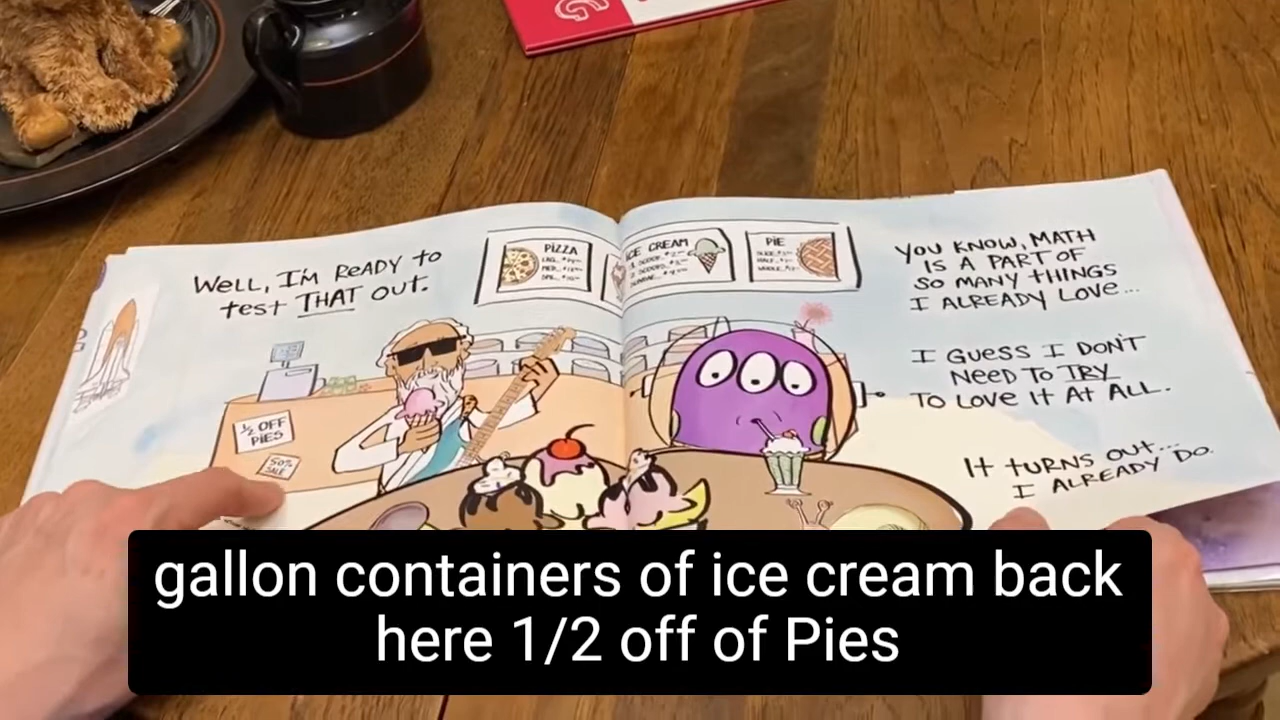 Well, I'm ReADY to
test THAT out.
PIZZA
ICE CREAM
PIE
YOU KNOW, MATH
IS A PART OF
SO MANY THINGS
I ALREADY LOVE...
I GUESS I DON'T
NEED TO TRY
TO LOVE It At ALL.
It tURNS OUt...
I ALREADY DO.
½ OFF
PIES
50%
SALE
gallon containers of ice cream back
here 1/2 off of Pies